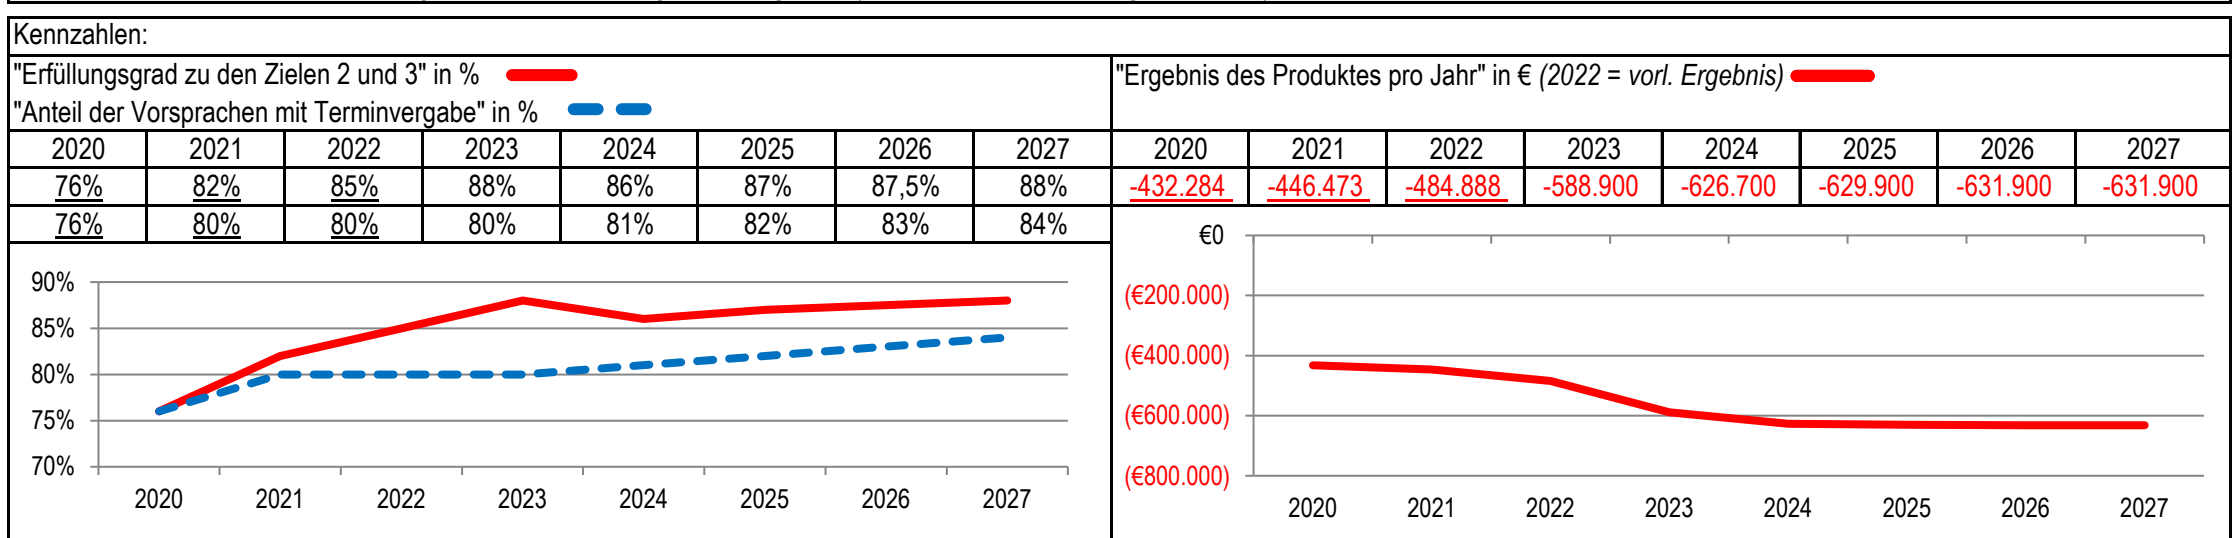 Kennzahlen:
"Erfüllungsgrad zu den Zielen 2 und 3" in %
"Anteil der Vorsprachen mit Terminvergabe" in %
2020 2021 2022 2023 2024 2025 2026 2027
76% 82% 85% 88% 86% 87% 87,5% 88%
76% 80% 80% 80% 81% 82% 83% 84%
90%
85%
80%
75%
70%
2020 2021 2022 2023 2024 2025 2026 2027
"Ergebnis des Produktes pro Jahr" in € (2022 = vorl. Ergebnis)
2020 2021 2022 2023 2024 2025 2026 2027
-432.284 -446.473 -484.888 -588.900 -626.700 -629.900 -631.900 -631.900
€0
(€200.000)
(€400.000)
(€600.000)
(€800.000)
2020 2021 2022 2023 2024 2025 2026 2027